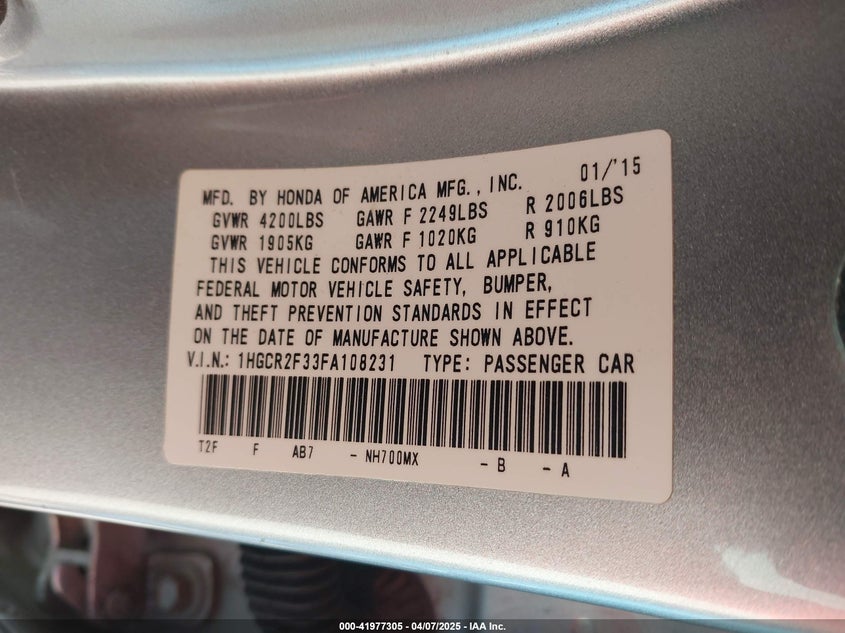 MFD. BY HONDA OF AMERICA MFG., INC. 01/'15
GVWR 4200LBS GAWR F 2249LBS R 2006LBS
GVWR 1905KG GAWR F 1020KG R 910KG
THIS VEHICLE CONFORMS TO ALL APPLICABLE
FEDERAL MOTOR VEHICLE SAFETY, BUMPER,
AND THEFT PREVENTION STANDARDS IN EFFECT
ON THE DATE OF MANUFACTURE SHOWN ABOVE.
V.I.N.: 1HGCR2F33FA108231 TYPE: PASSENGER CAR
T2F F AB7 - NH700MX - B - A
000-41977305 - 04/07/2025 - IAA Inc.